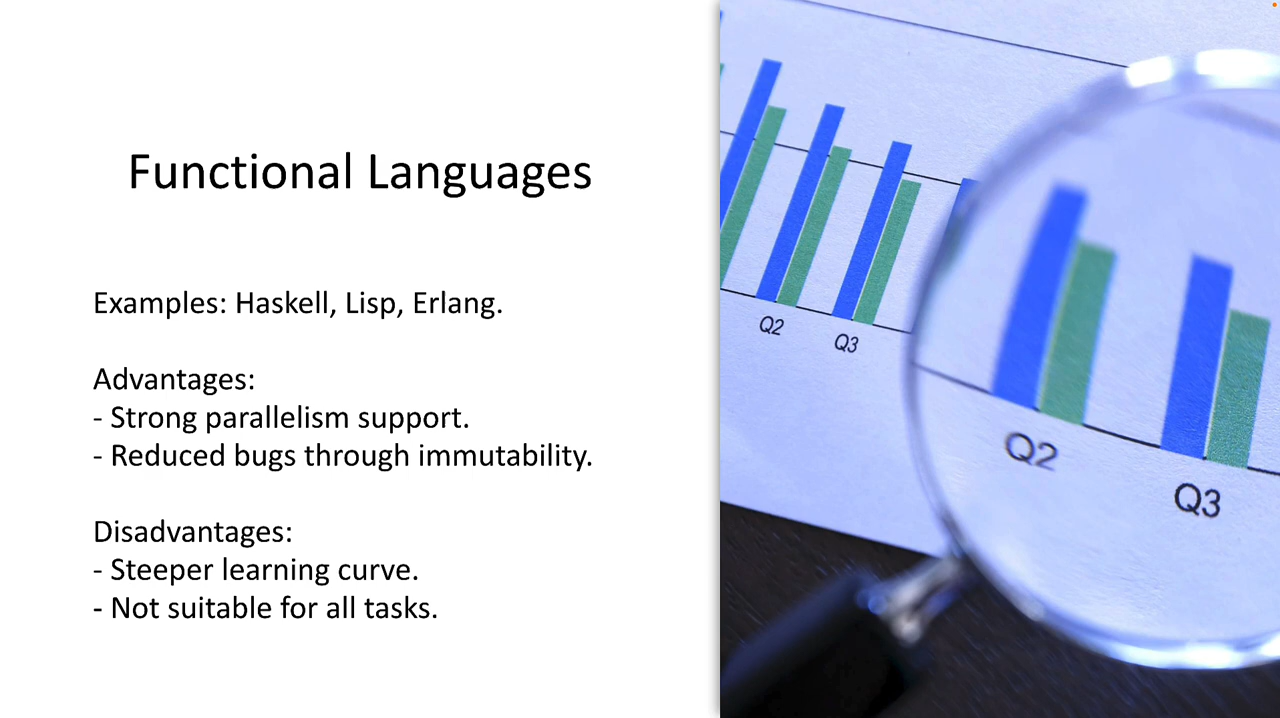 Functional Languages
Examples: Haskell, Lisp, Erlang.
Advantages:
- Strong parallelism support.
- Reduced bugs through immutability.
Disadvantages:
- Steeper learning curve.
- Not suitable for all tasks.
Q2
Q3
Q2
Q3